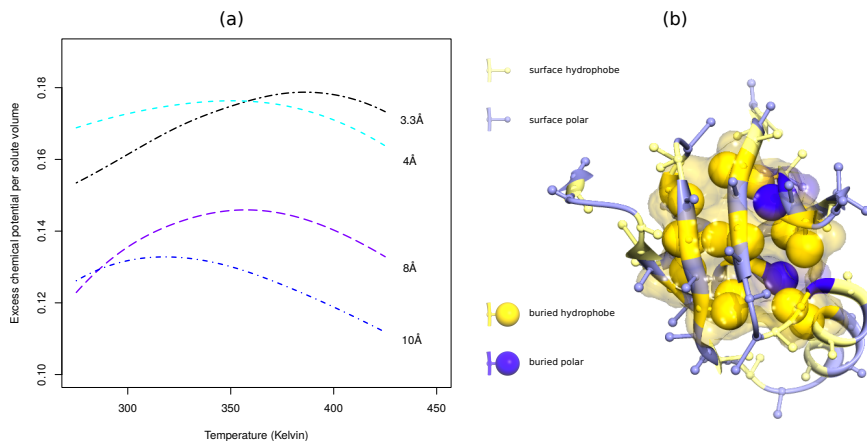 (a)
Excess chemical potential per solute volume
0.18
0.16
0.14
0.12
0.10
3.3Å
4Å
8Å
10Å
300
350
400
450
Temperature (Kelvin)
(b)
surface hydrophobe
surface polar
buried hydrophobe
buried polar